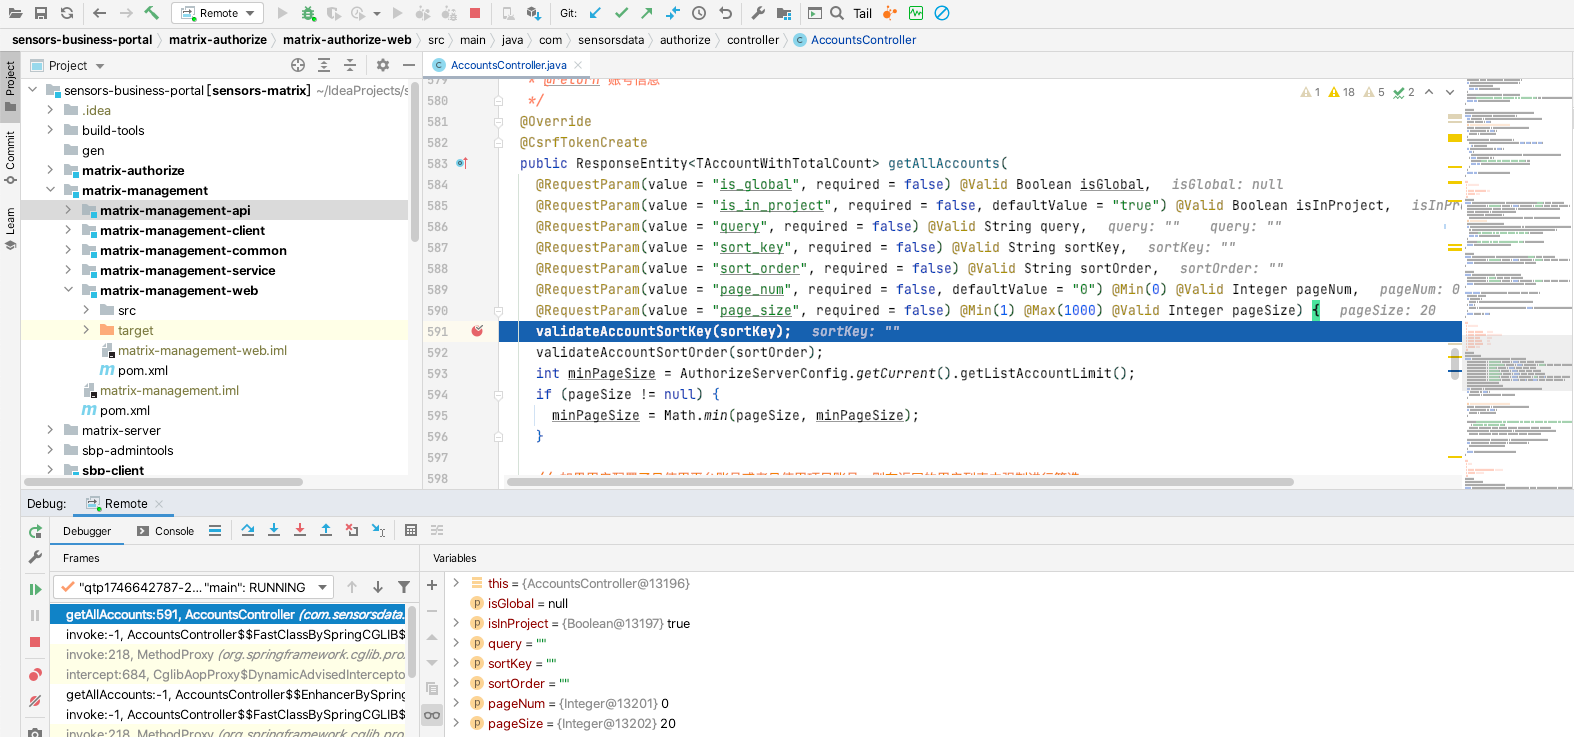 Remote
Git:
Tail
sensors-business-portal
matrix-authorize
matrix-authorize-web
src
main
java
com
sensorsdata
authorize
controller
AccountsController
Project
Commit
Learn
Project
sensors-business-portal [sensors-matrix] ~/IdeaProjects/s
.idea
build-tools
gen
matrix-authorize
matrix-management
matrix-management-api
matrix-management-client
matrix-management-common
matrix-management-service
matrix-management-web
src
target
matrix-management-web.iml
pom.xml
matrix-management.iml
pom.xml
matrix-server
sbp-admintools
sbp-client
AccountsController.java
1 18 5 2
579 * @return 账号信息
580 */
581 @Override
582 @CsrfTokenCreate
583 public ResponseEntity<TAccountWithTotalCount> getAllAccounts(
584 @RequestParam(value = "is_global", required = false) @Valid Boolean isGlobal, isGlobal: null
585 @RequestParam(value = "is_in_project", required = false, defaultValue = "true") @Valid Boolean isInProject, isInPr
586 @RequestParam(value = "query", required = false) @Valid String query, query: "" query: ""
587 @RequestParam(value = "sort_key", required = false) @Valid String sortKey, sortKey: ""
588 @RequestParam(value = "sort_order", required = false) @Valid String sortOrder, sortOrder: ""
589 @RequestParam(value = "page_num", required = false, defaultValue = "0") @Min(0) @Valid Integer pageNum, pageNum: 0
590 @RequestParam(value = "page_size", required = false) @Min(1) @Max(1000) @Valid Integer pageSize) { pageSize: 20
591 validateAccountSortKey(sortKey); sortKey: ""
592 validateAccountSortOrder(sortOrder);
593 int minPageSize = AuthorizeServerConfig.getCurrent().getListAccountLimit();
594 if (pageSize != null) {
595 minPageSize = Math.min(pageSize, minPageSize);
596 }
597
598
Debug: Remote
Debugger Console
Frames
Variables
"qtp1746642787-2..."main": RUNNING
getAllAccounts:591, AccountsController (com.sensorsdata.
invoke:-1, AccountsController$$FastClassBySpringCGLIB$
invoke:218, MethodProxy (org.springframework.cglib.pro.
intercept:684, CglibAopProxy$DynamicAdvisedIntercepto
getAllAccounts:-1, AccountsController$$EnhancerBySpring
invoke:-1, AccountsController$$FastClassBySpringCGLIB$
invoke:218, MethodProxy (org.springframework.cglib.pro
this = {AccountsController@13196}
isGlobal = null
isInProject = {Boolean@13197} true
query = ""
sortKey = ""
sortOrder = ""
pageNum = {Integer@13201} 0
pageSize = {Integer@13202} 20